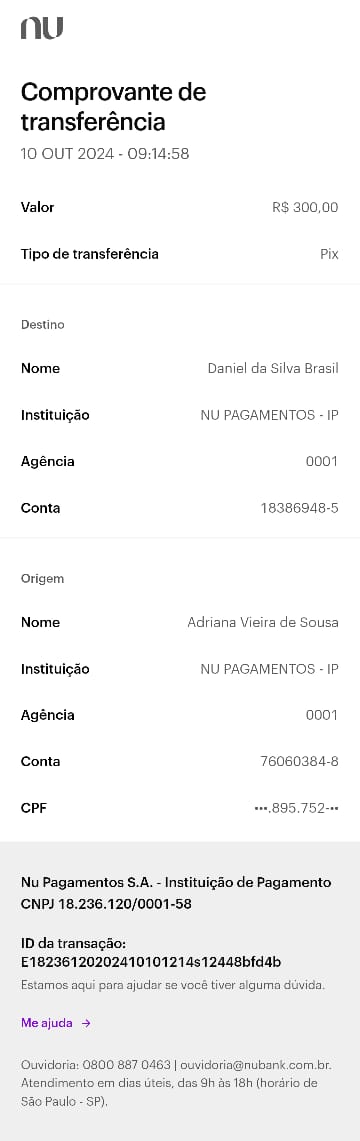 nu
Comprovante de
transferência
10 OUT 2024 - 09:14:58
Valor R$ 300,00
Tipo de transferência Pix
Destino
Nome Daniel da Silva Brasil
Instituição NU PAGAMENTOS - IP
Agência 0001
Conta 18386948-5
Origem
Nome Adriana Vieira de Sousa
Instituição NU PAGAMENTOS - IP
Agência 0001
Conta 76060384-8
CPF •••.895.752-••
Nu Pagamentos S.A. - Instituição de Pagamento
CNPJ 18.236.120/0001-58
ID da transação:
E18236120202410101214s12448bfd4b
Estamos aqui para ajudar se você tiver alguma dúvida.
Me ajuda →
Ouvidoria: 0800 887 0463 | ouvidoria@nubank.com.br.
Atendimento em dias úteis, das 9h às 18h (horário de
São Paulo - SP).